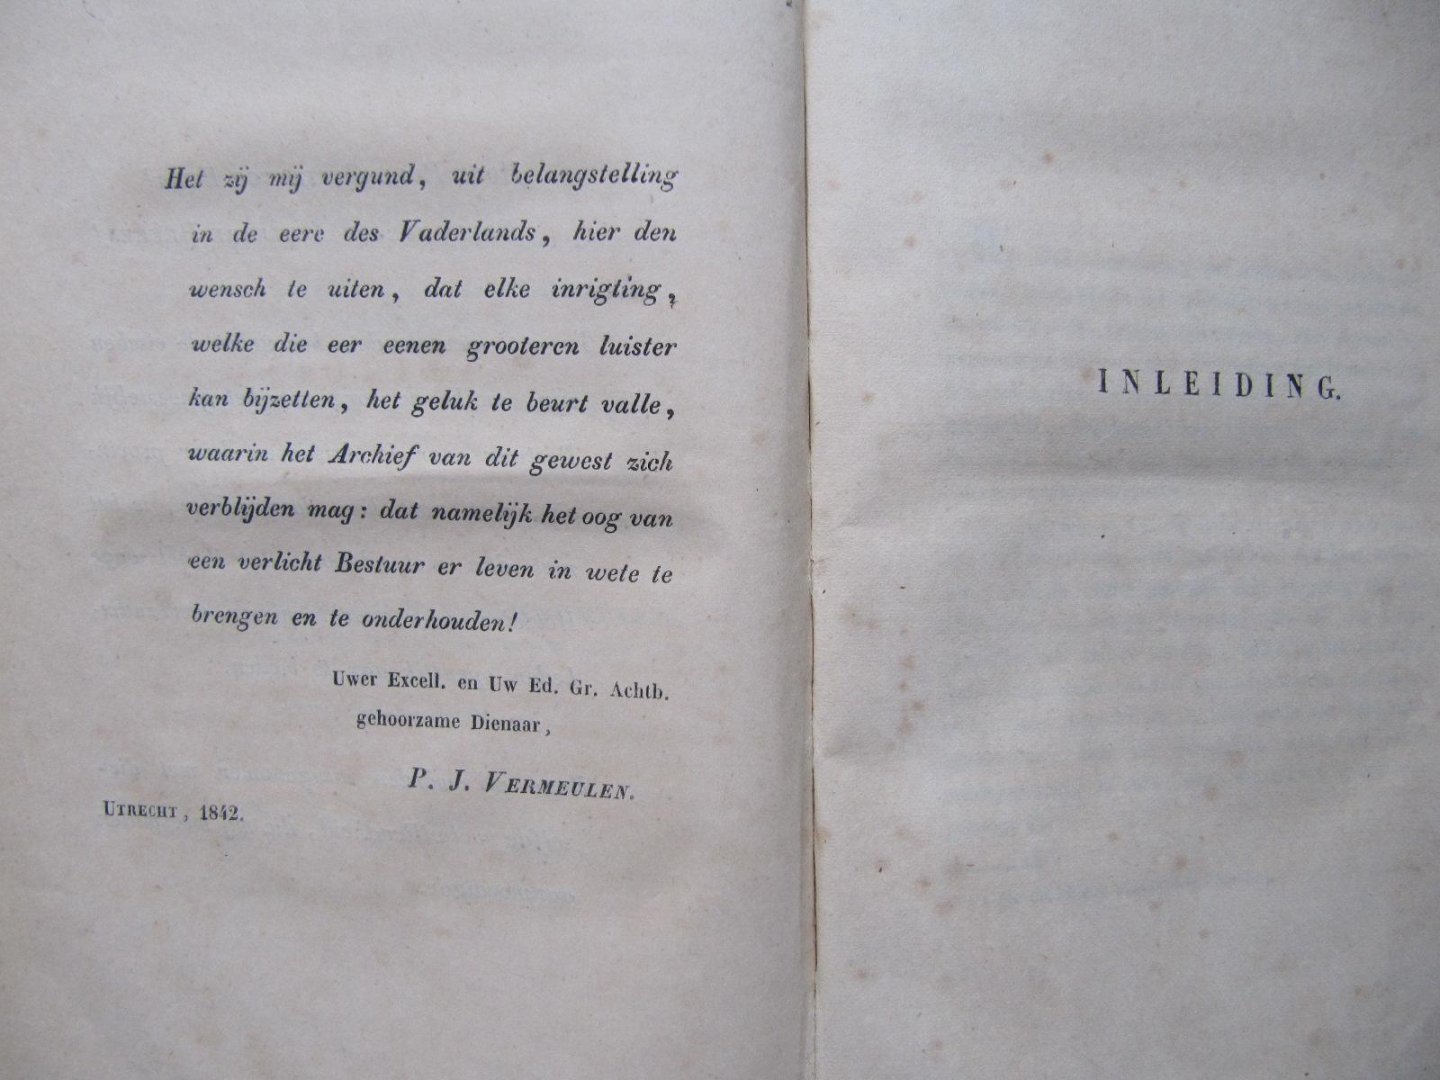 Het zij mij vergund, uit belangstelling
in de eere des Vaderlands, hier den
wensch te uiten, dat elke inrigting,
welke die eer eenen grooteren luister
kan bijzetten, het geluk te beurt valle,
waarin het Archief van dit gewest zich
verblijden mag: dat namelijk het oog van
een verlicht Bestuur er leven in wete te
brengen en te onderhouden!
Uwer Excell. en Uw Ed. Gr. Achtb.
gehoorzame Dienaar,
P. J. VERMEULEN.
UTRECHT, 1842.
INLEIDING.